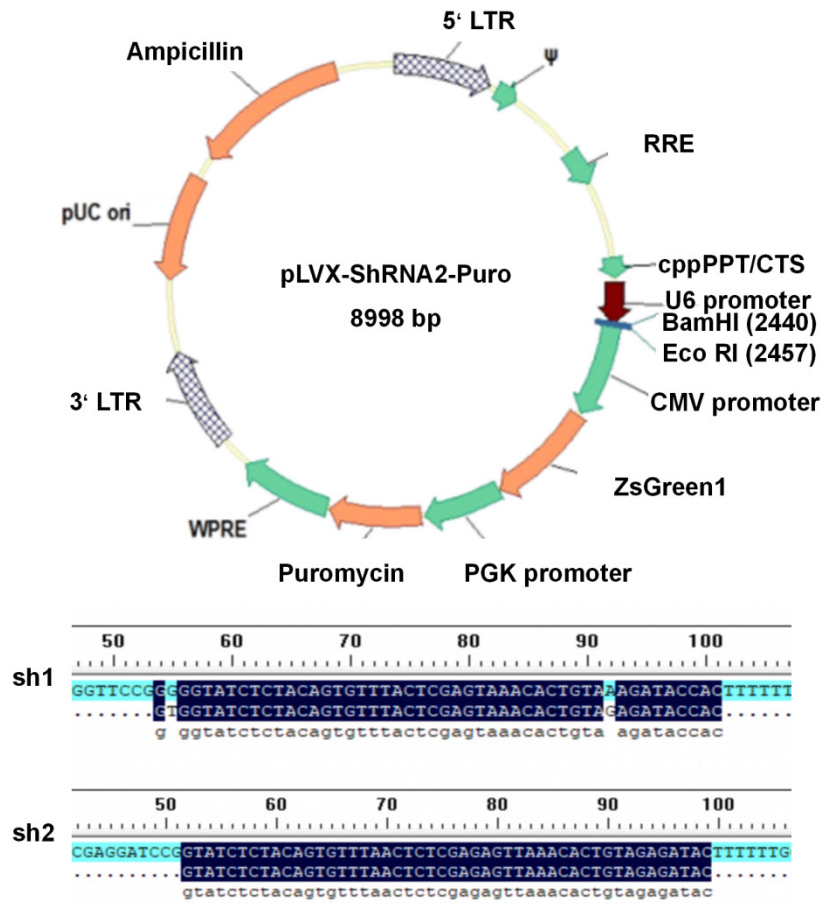 5‘ LTR
Ampicillin
Ψ
RRE
pUC ori
cppPPT/CTS
pLVX-ShRNA2-Puro
U6 promoter
8998 bp
BamHI (2440)
Eco RI (2457)
3‘ LTR
CMV promoter
ZsGreen1
WPRE
Puromycin
PGK promoter
50 60 70 80 90 100
sh1
GGTTCCGGGGGTATCTCTACAGTGTTTACTCGAGTAAACACTGTAAAGATACCACTTTTTT
.......GTGGTATCTCTACAGTGTTTACTCGAGTAAACACTGTAGAGATACCAC......
g ggtatctctacagtgtttactcgagtaaacactgta agataccac
50 60 70 80 90 100
sh2
CGAGGATCCGGTATCTCTACAGTGTTTAACTCTCGAGAGTTAAACACTGTAGAGATACTTTTTTG
..........GTATCTCTACAGTGTTTAACTCTCGAGAGTTAAACACTGTAGAGATAC.......
gtatctctacagtgtttaactctcgagagttaaacactgtagagatac